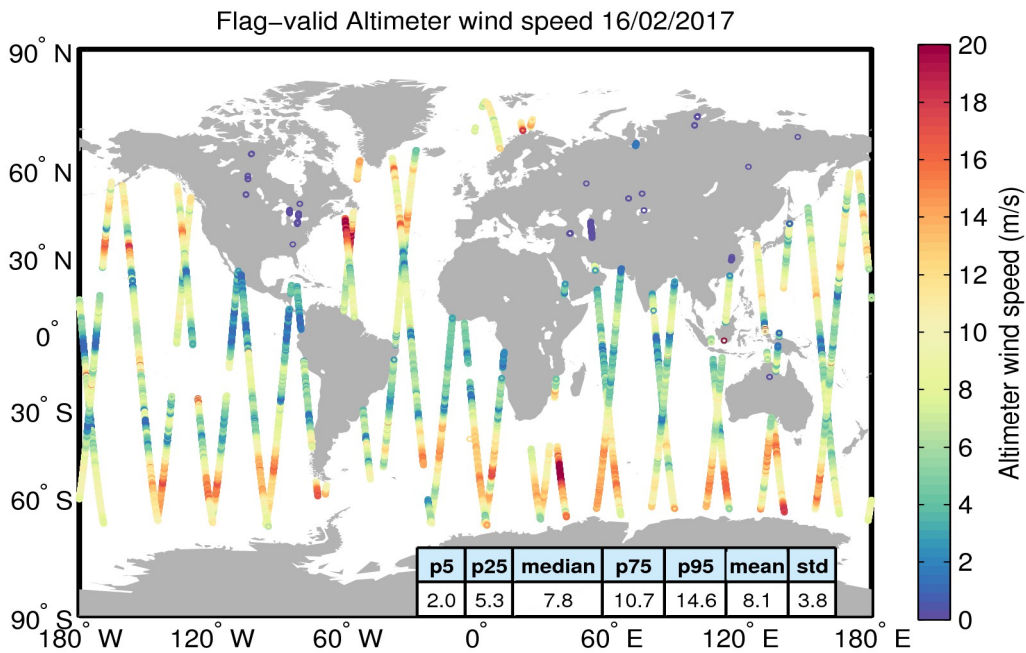 Flag−valid Altimeter wind speed 16/02/2017
90° N
60° N
30° N
0°
30° S
60° S
90° S
180° W
120° W
60° W
0°
60° E
120° E
180° E
p5 p25 median p75 p95 mean std
2.0 5.3 7.8 10.7 14.6 8.1 3.8
20
18
16
14
12
10
8
6
4
2
0
Altimeter wind speed (m/s)